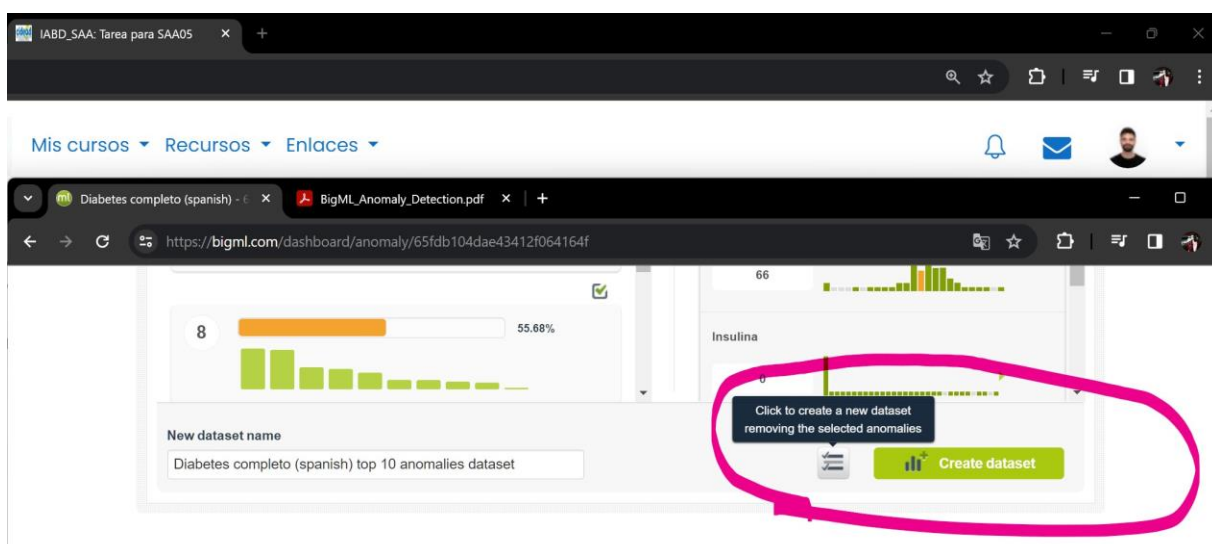 IABD_SAA: Tarea para SAA05
Mis cursos Recursos Enlaces
Diabetes completo (spanish) - 6
BigML_Anomaly_Detection.pdf
https://bigml.com/dashboard/anomaly/65fdb104dae43412f064164f
8
55.68%
66
Insulina
0
Click to create a new dataset
removing the selected anomalies
New dataset name
Diabetes completo (spanish) top 10 anomalies dataset
Create dataset